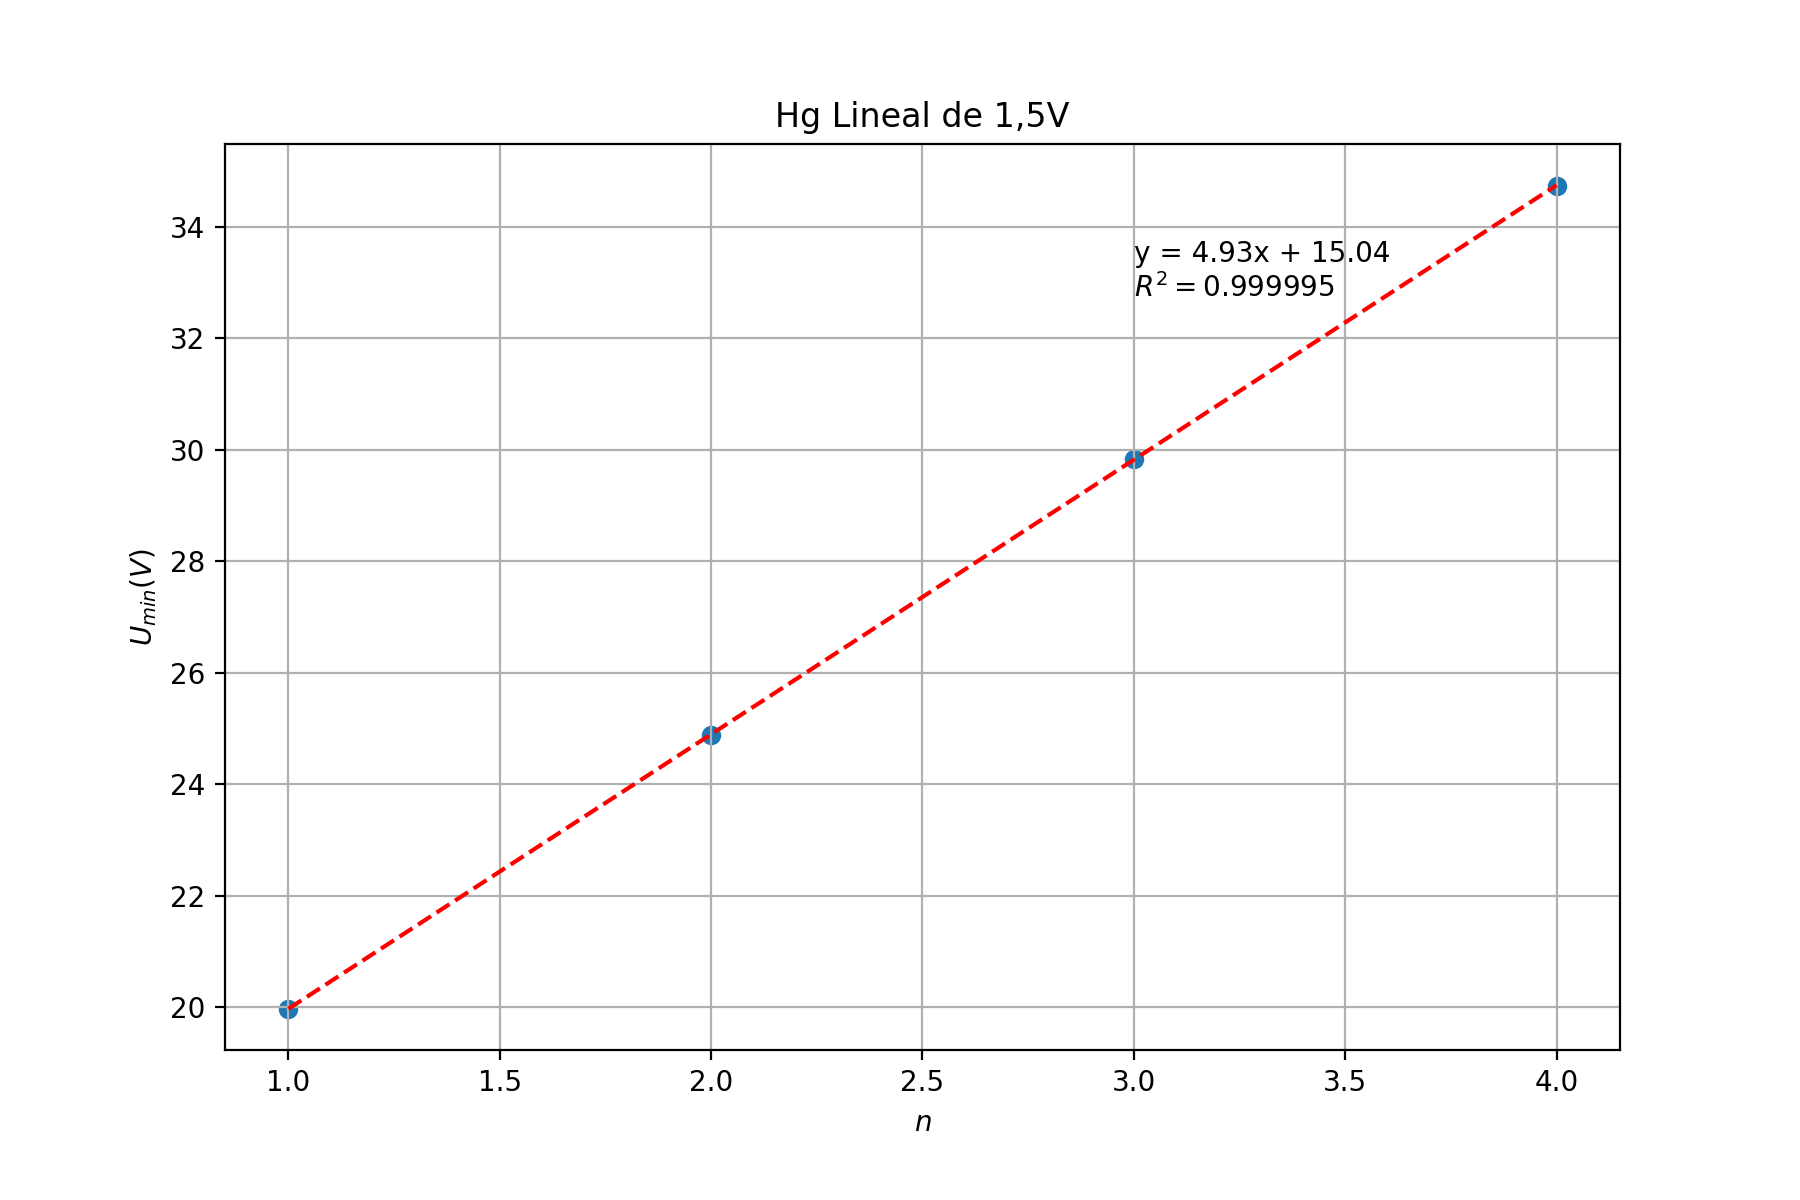 Hg Lineal de 1,5V
y = 4.93x + 15.04
R² = 0.999995
U_min(V)
34
32
30
28
26
24
22
20
1.0 1.5 2.0 2.5 3.0 3.5 4.0
n